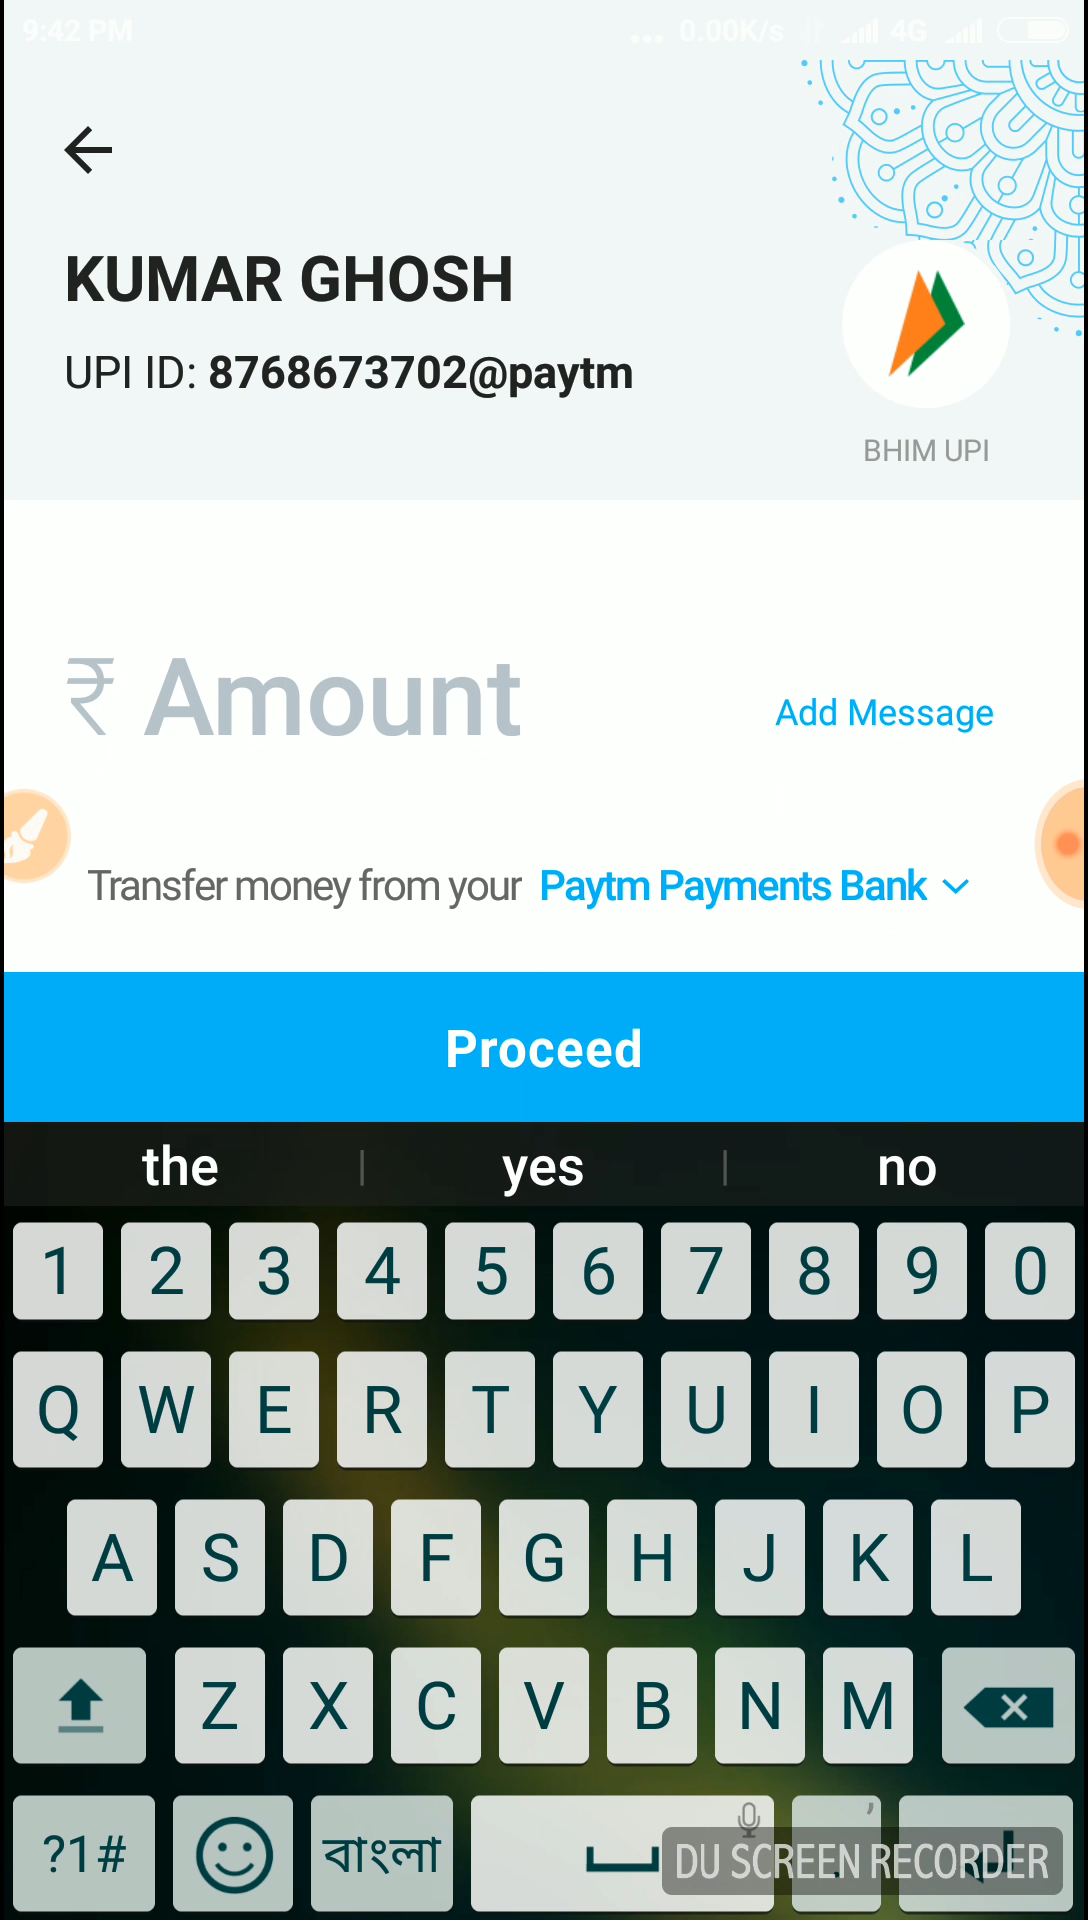 9:42 PM ... 0.00K/s 4G
KUMAR GHOSH
UPI ID: 8768673702@paytm
BHIM UPI
₹ Amount
Add Message
Transfer money from your Paytm Payments Bank
Proceed
the yes no
1 2 3 4 5 6 7 8 9 0
Q W E R T Y U I O P
A S D F G H J K L
Z X C V B N M
?1# বাংলা , .
DU SCREEN RECORDER